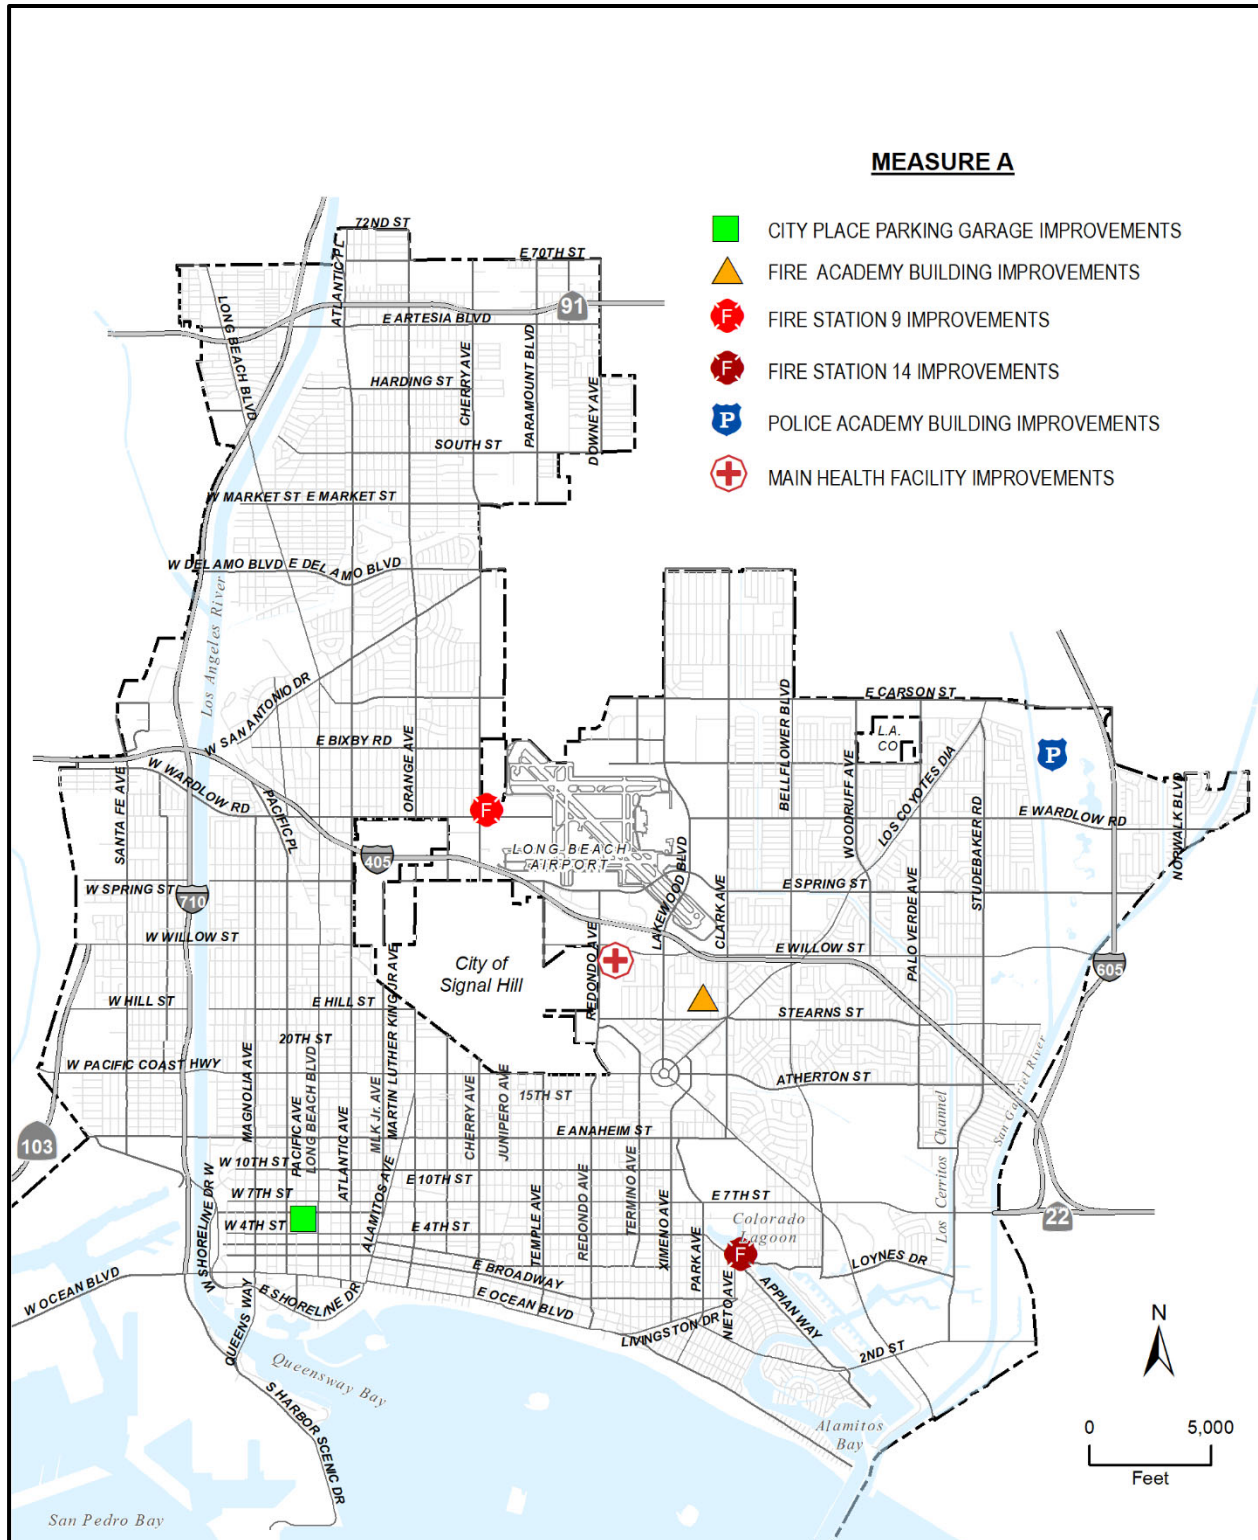 MEASURE A
CITY PLACE PARKING GARAGE IMPROVEMENTS
FIRE ACADEMY BUILDING IMPROVEMENTS
F FIRE STATION 9 IMPROVEMENTS
F FIRE STATION 14 IMPROVEMENTS
P POLICE ACADEMY BUILDING IMPROVEMENTS
MAIN HEALTH FACILITY IMPROVEMENTS
72ND ST
E 70TH ST
ATLANTIC PL
LONG BEACH BLVD
91
E ARTESIA BLVD
CHERRY AVE
PARAMOUNT BLVD
DOWNEY AVE
HARDING ST
SOUTH ST
W MARKET ST E MARKET ST
W DEL AMO BLVD E DEL AMO BLVD
Los Angeles River
W SAN ANTONIO DR
E CARSON ST
BELLFLOWER BLVD
L.A.
CO
E BIXBY RD
ORANGE AVE
WOODRUFF AVE
LOS COYOTES DIA
P
W WARDLOW RD
SANTA FE AVE
PACIFIC PL
F
STUDEBAKER RD
E WARDLOW RD
NORWALK BLVD
405
LONG BEACH
AIRPORT
LAKEWOOD BLVD
CLARK AVE
W SPRING ST
710
E SPRING ST
PALO VERDE AVE
W WILLOW ST
E WILLOW ST
605
City of
Signal Hill
REDONDO AVE
MARTIN LUTHER KING JR AVE
W HILL ST
E HILL ST
STEARNS ST
20TH ST
W PACIFIC COAST HWY
MAGNOLIA AVE
PACIFIC AVE
LONG BEACH BLVD
ATLANTIC AVE
MLK Jr. AVE
CHERRY AVE
JUNIPERO AVE
15TH ST
ATHERTON ST
San Gabriel River
Los Cerritos Channel
103
E ANAHEIM ST
W 10TH ST
E 10TH ST
W 7TH ST
E 7TH ST
W 4TH ST
E 4TH ST
ALAMITOS AVE
TEMPLE AVE
REDONDO AVE
TERMINO AVE
XIMENO AVE
PARK AVE
NIETO AVE
22
Colorado
Lagoon
F
LOYNES DR
W SHORELINE DR W
W OCEAN BLVD
QUEENS WAY
E SHORELINE DR
E BROADWAY
E OCEAN BLVD
APPIAN WAY
LIVINGSTON DR
2ND ST
Queensway Bay
S HARBOR SCENIC DR
Alamitos
Bay
San Pedro Bay
N
0 5,000
Feet